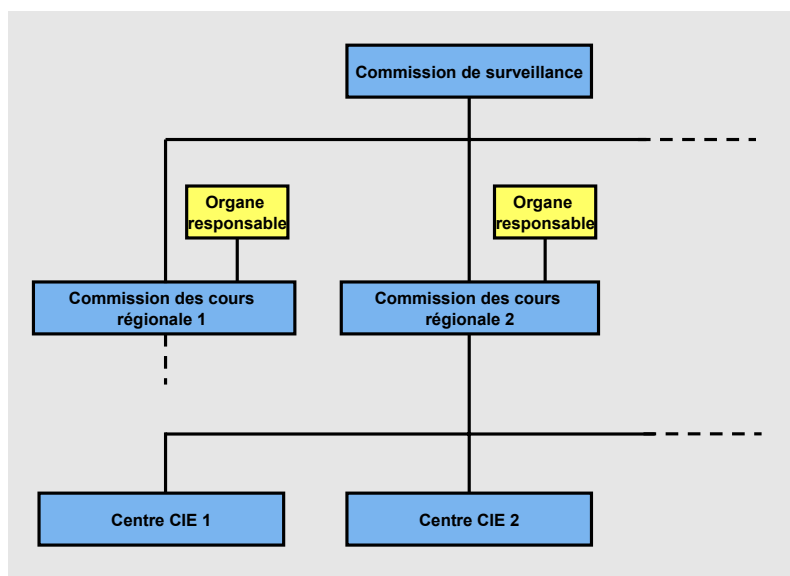 Commission de surveillance
Organe
responsable
Organe
responsable
Commission des cours
régionale 1
Commission des cours
régionale 2
Centre CIE 1
Centre CIE 2